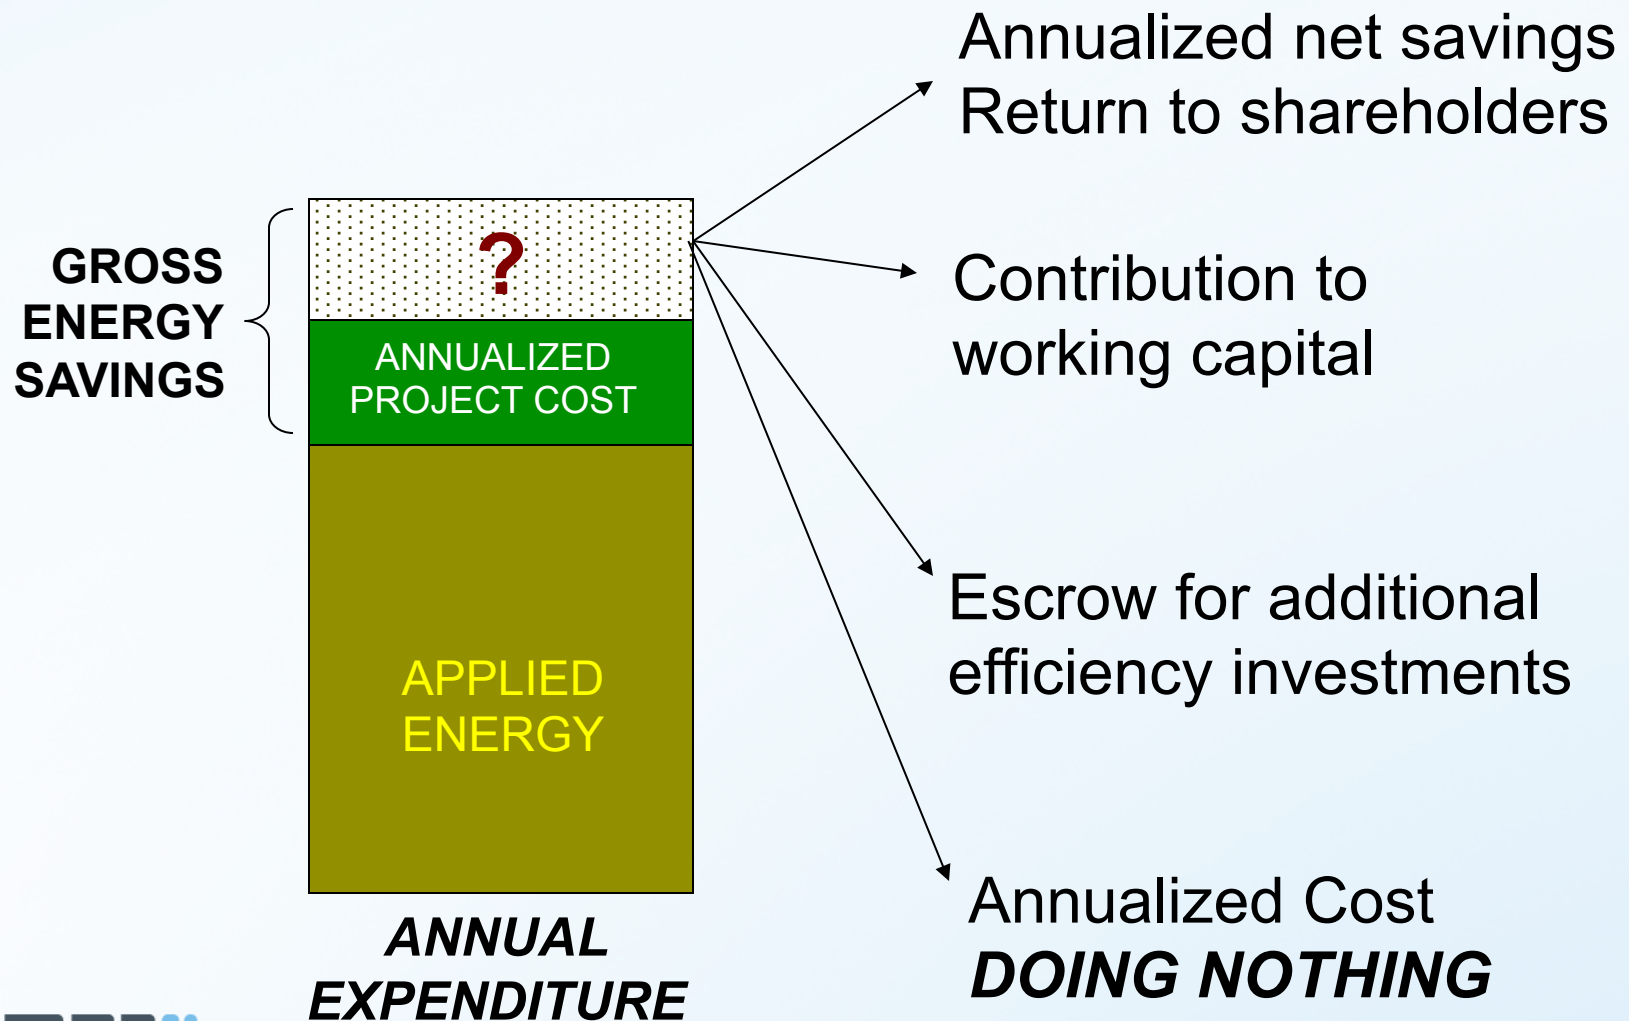 Annualized net savings
Return to shareholders
GROSS
ENERGY
SAVINGS
?
ANNUALIZED
PROJECT COST
Contribution to
working capital
APPLIED
ENERGY
Escrow for additional
efficiency investments
Annualized Cost
DOING NOTHING
ANNUAL
EXPENDITURE